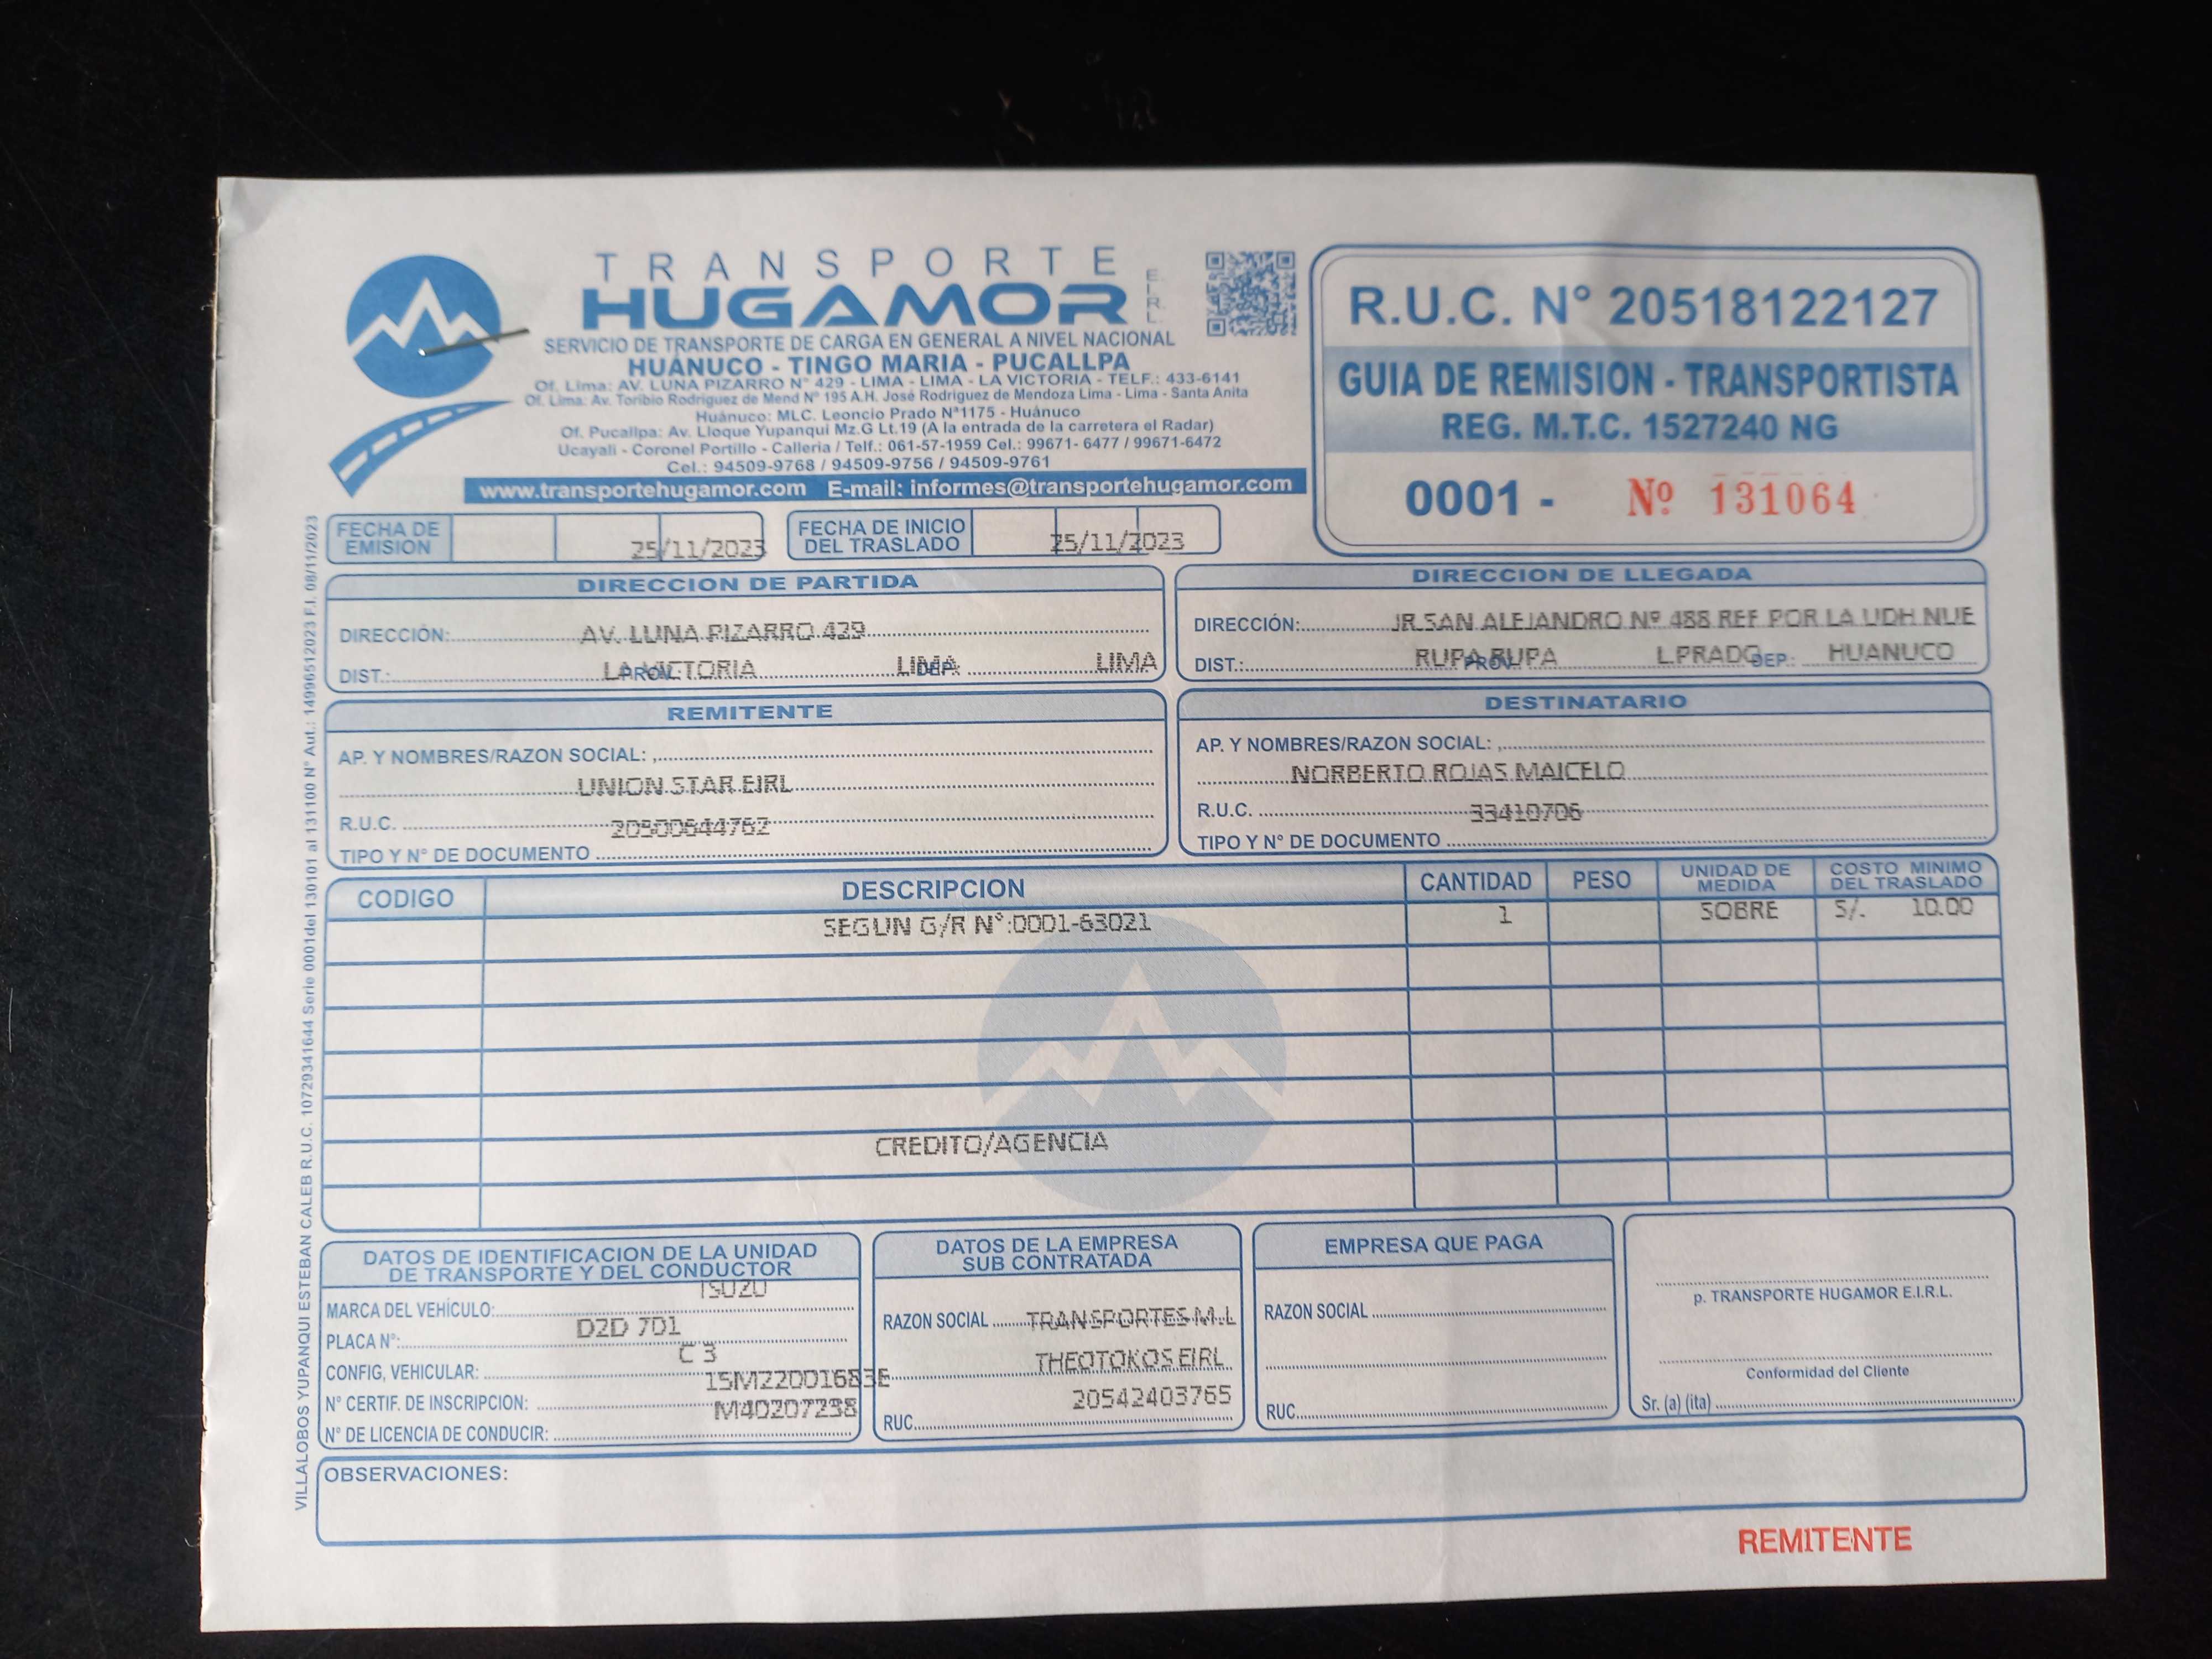 TRANSPORTE
HUGAMOR E.I.R.L.
SERVICIO DE TRANSPORTE DE CARGA EN GENERAL A NIVEL NACIONAL
HUÁNUCO - TINGO MARIA - PUCALLPA
Of. Lima: AV. LUNA PIZARRO N° 429 - LIMA - LIMA - LA VICTORIA - TELF.: 433-6141
Of. Lima: Av. Toribio Rodriguez de Mend N° 195 A.H. José Rodriguez de Mendoza Lima - Lima - Santa Anita
Huánuco: MLC. Leoncio Prado Nª1175 - Huánuco
Of. Pucallpa: Av. Lloque Yupanqui Mz.G Lt.19 (A la entrada de la carretera el Radar)
Ucayali - Coronel Portillo - Calleria / Telf.: 061-57-1959 Cel.: 99671- 6477 / 99671-6472
Cel.: 94509-9768 / 94509-9756 / 94509-9761
www.transportehugamor.com E-mail: informes@transportehugamor.com
R.U.C. N° 20518122127
GUIA DE REMISION - TRANSPORTISTA
REG. M.T.C. 1527240 NG
0001 - Nº 131064
FECHA DE EMISION 25/11/2023
FECHA DE INICIO DEL TRASLADO 25/11/2023
DIRECCION DE PARTIDA
DIRECCIÓN: AV. LUNA PIZARRO 429
DIST.: LA VICTORIA PROV.: LIMA DEP.: LIMA
DIRECCION DE LLEGADA
DIRECCIÓN: JR.SAN ALEJANDRO Nº 488 REF POR LA UDH NUE
DIST.: RUPA RUPA PROV.: L.PRADO DEP.: HUANUCO
REMITENTE
AP. Y NOMBRES/RAZON SOCIAL:
UNION STAR EIRL
R.U.C. 20500644762
TIPO Y N° DE DOCUMENTO
DESTINATARIO
AP. Y NOMBRES/RAZON SOCIAL:
NORBERTO ROJAS MAICELO
R.U.C. 33410706
TIPO Y N° DE DOCUMENTO
CODIGO DESCRIPCION CANTIDAD PESO UNIDAD DE MEDIDA COSTO MINIMO DEL TRASLADO
SEGUN G/R N°:0001-63021 1 SOBRE S/. 10.00
CREDITO/AGENCIA
DATOS DE IDENTIFICACION DE LA UNIDAD
DE TRANSPORTE Y DEL CONDUCTOR
MARCA DEL VEHÍCULO: ISUZU
PLACA N°: D2D 701
CONFIG, VEHICULAR: C 3
N° CERTIF. DE INSCRIPCION: 15M22001683E
N° DE LICENCIA DE CONDUCIR: M40207238
DATOS DE LA EMPRESA
SUB CONTRATADA
RAZON SOCIAL TRANSPORTES M.L
THEOTOKOS EIRL
RUC 20542403765
EMPRESA QUE PAGA
RAZON SOCIAL
RUC
p. TRANSPORTE HUGAMOR E.I.R.L.
Conformidad del Cliente
Sr. (a) (ita)
OBSERVACIONES:
REMITENTE
VILLALOBOS YUPANQUI ESTEBAN CALEB R.U.C. 10729341644 Serie 0001del 130101 al 131100 N° Aut.: 14996512023 F.I. 08/11/2023